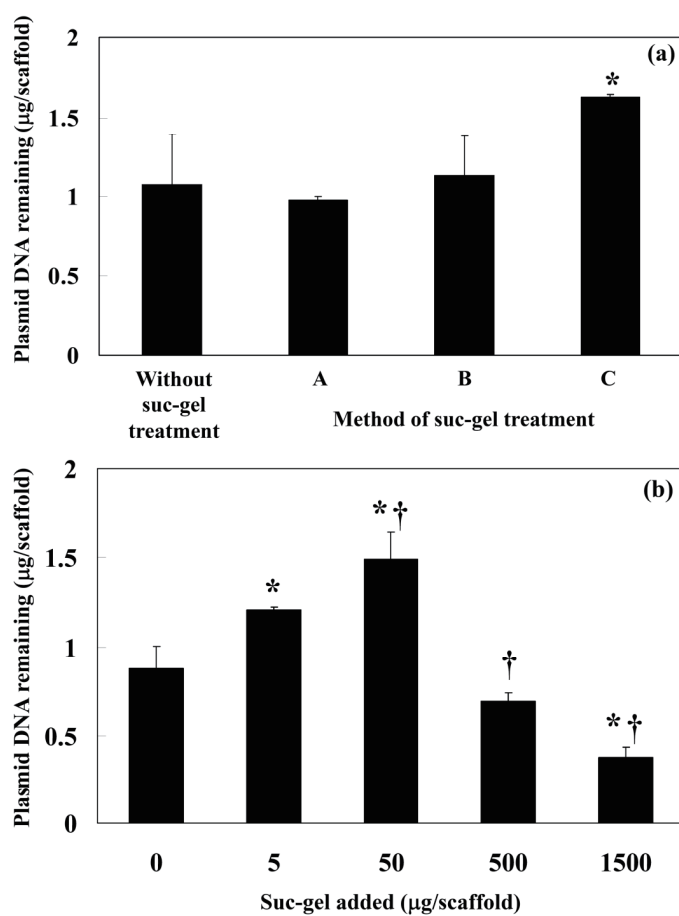 (a)
Plasmid DNA remaining (μg/scaffold)
2
1.5
1
0.5
0
*
Without
suc-gel
treatment
A
B
C
Method of suc-gel treatment
(b)
Plasmid DNA remaining (μg/scaffold)
2
1.5
1
0.5
0
*
*†
†
*†
0
5
50
500
1500
Suc-gel added (μg/scaffold)